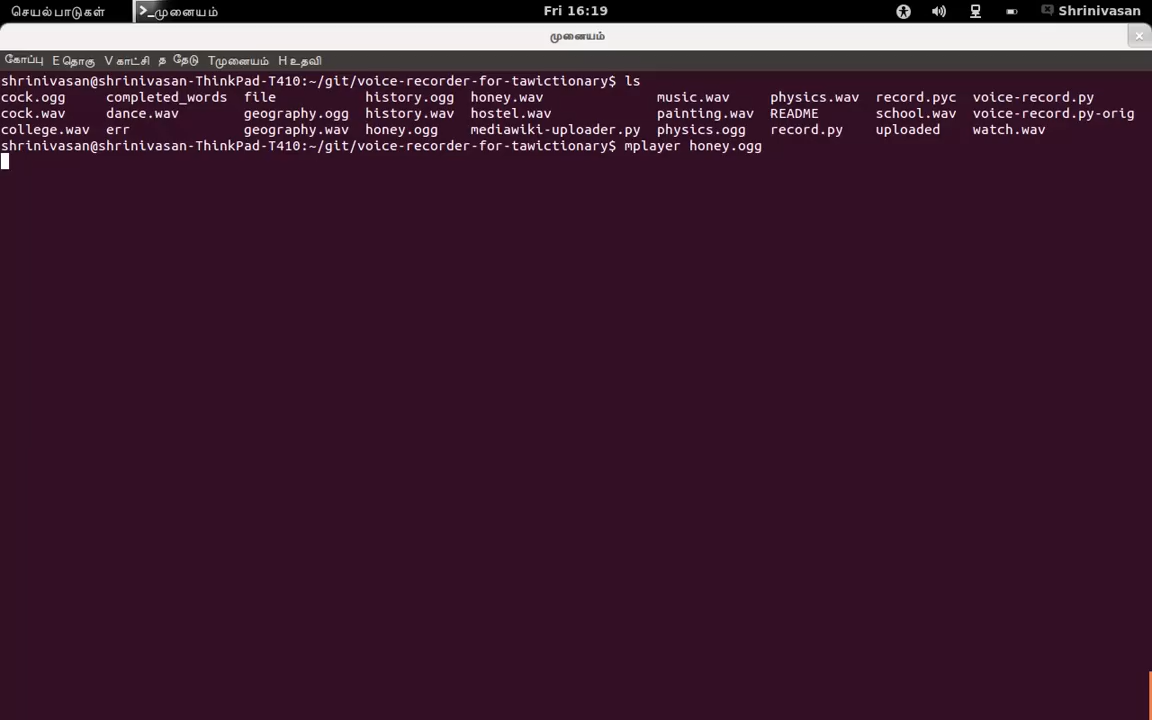 செயல்பாடுகள் >_முனையம் Fri 16:19 Shrinivasan
முனையம்
கோப்பு E தொகு V காட்சி த தேடு Tமுனையம் H உதவி
shrinivasan@shrinivasan-ThinkPad-T410:~/git/voice-recorder-for-tawictionary$ ls
cock.ogg completed_words file history.ogg honey.wav music.wav physics.wav record.pyc voice-record.py
cock.wav dance.wav geography.ogg history.wav hostel.wav painting.wav README school.wav voice-record.py-orig
college.wav err geography.wav honey.ogg mediawiki-uploader.py physics.ogg record.py uploaded watch.wav
shrinivasan@shrinivasan-ThinkPad-T410:~/git/voice-recorder-for-tawictionary$ mplayer honey.ogg